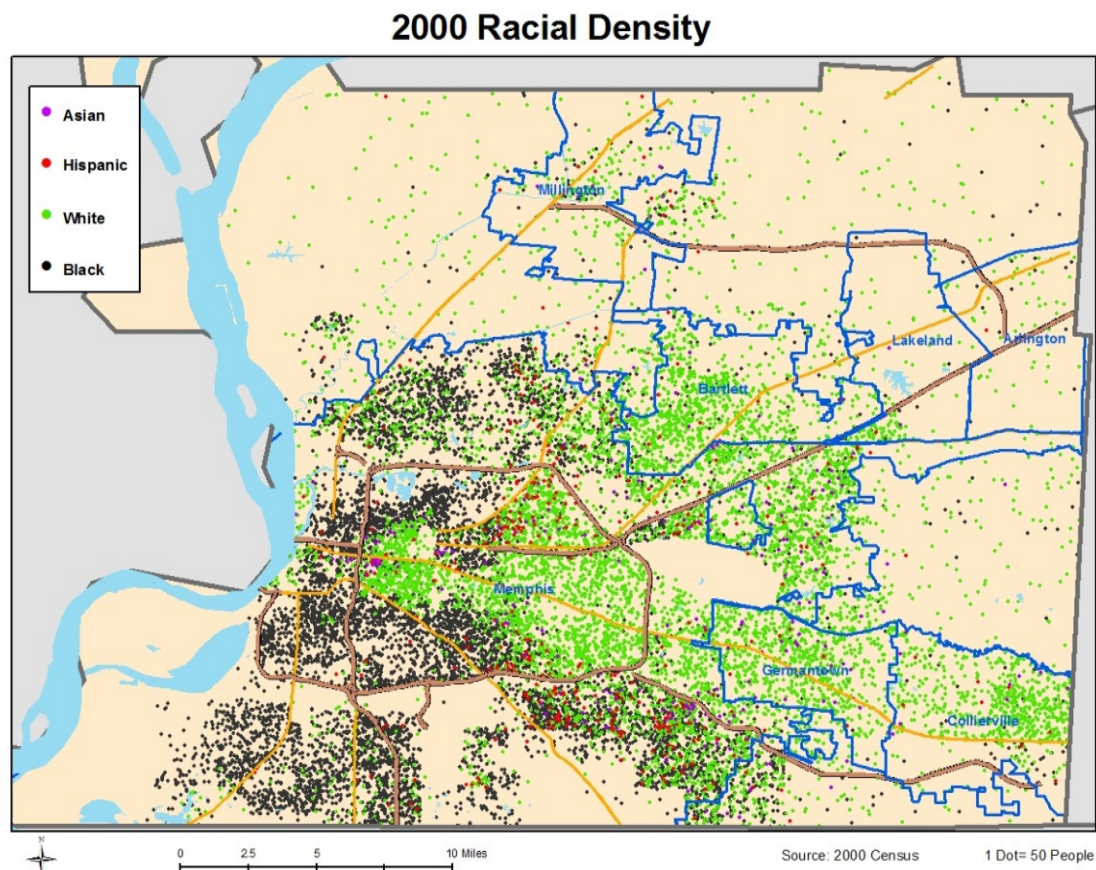 2000 Racial Density
Asian
Hispanic
White
Black
Millington
Lakeland
Arlington
Bartlett
Memphis
Germantown
Collierville
N
0 2.5 5 10 Miles
Source: 2000 Census 1 Dot= 50 People